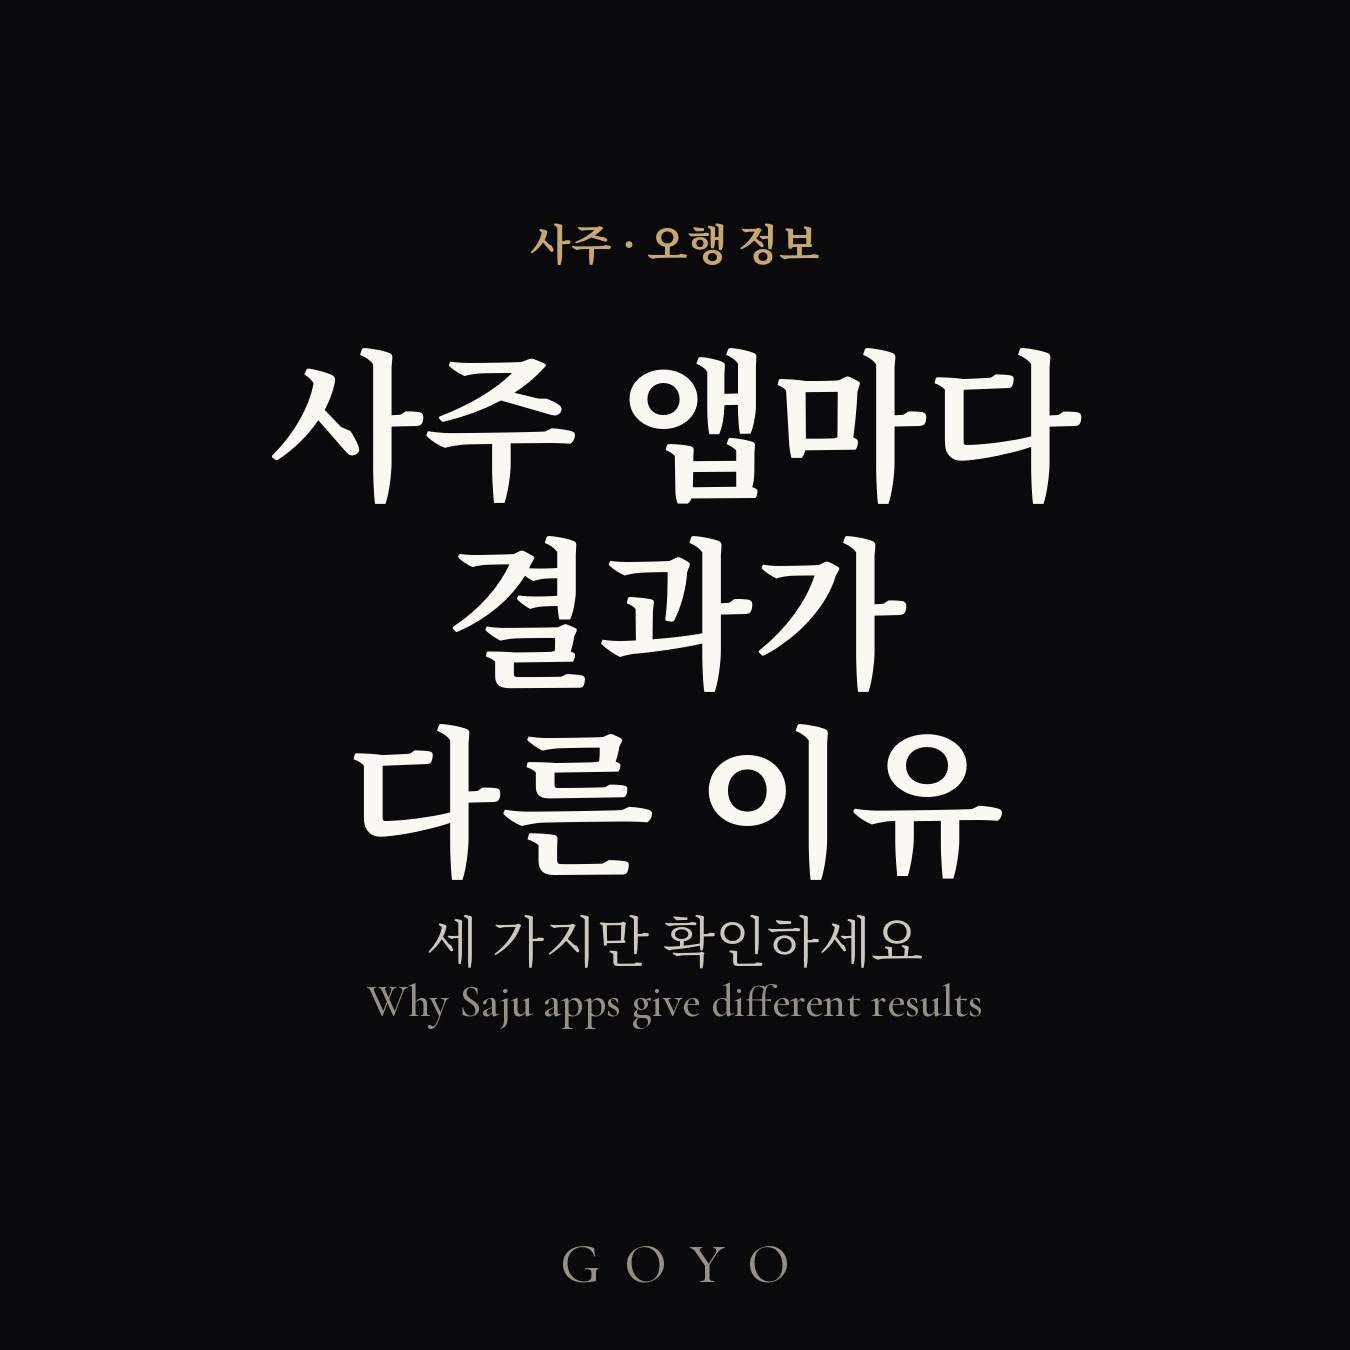 사주 · 오행 정보
사주 앱마다
결과가
다른 이유
세 가지만 확인하세요
Why Saju apps give different results
GOYO